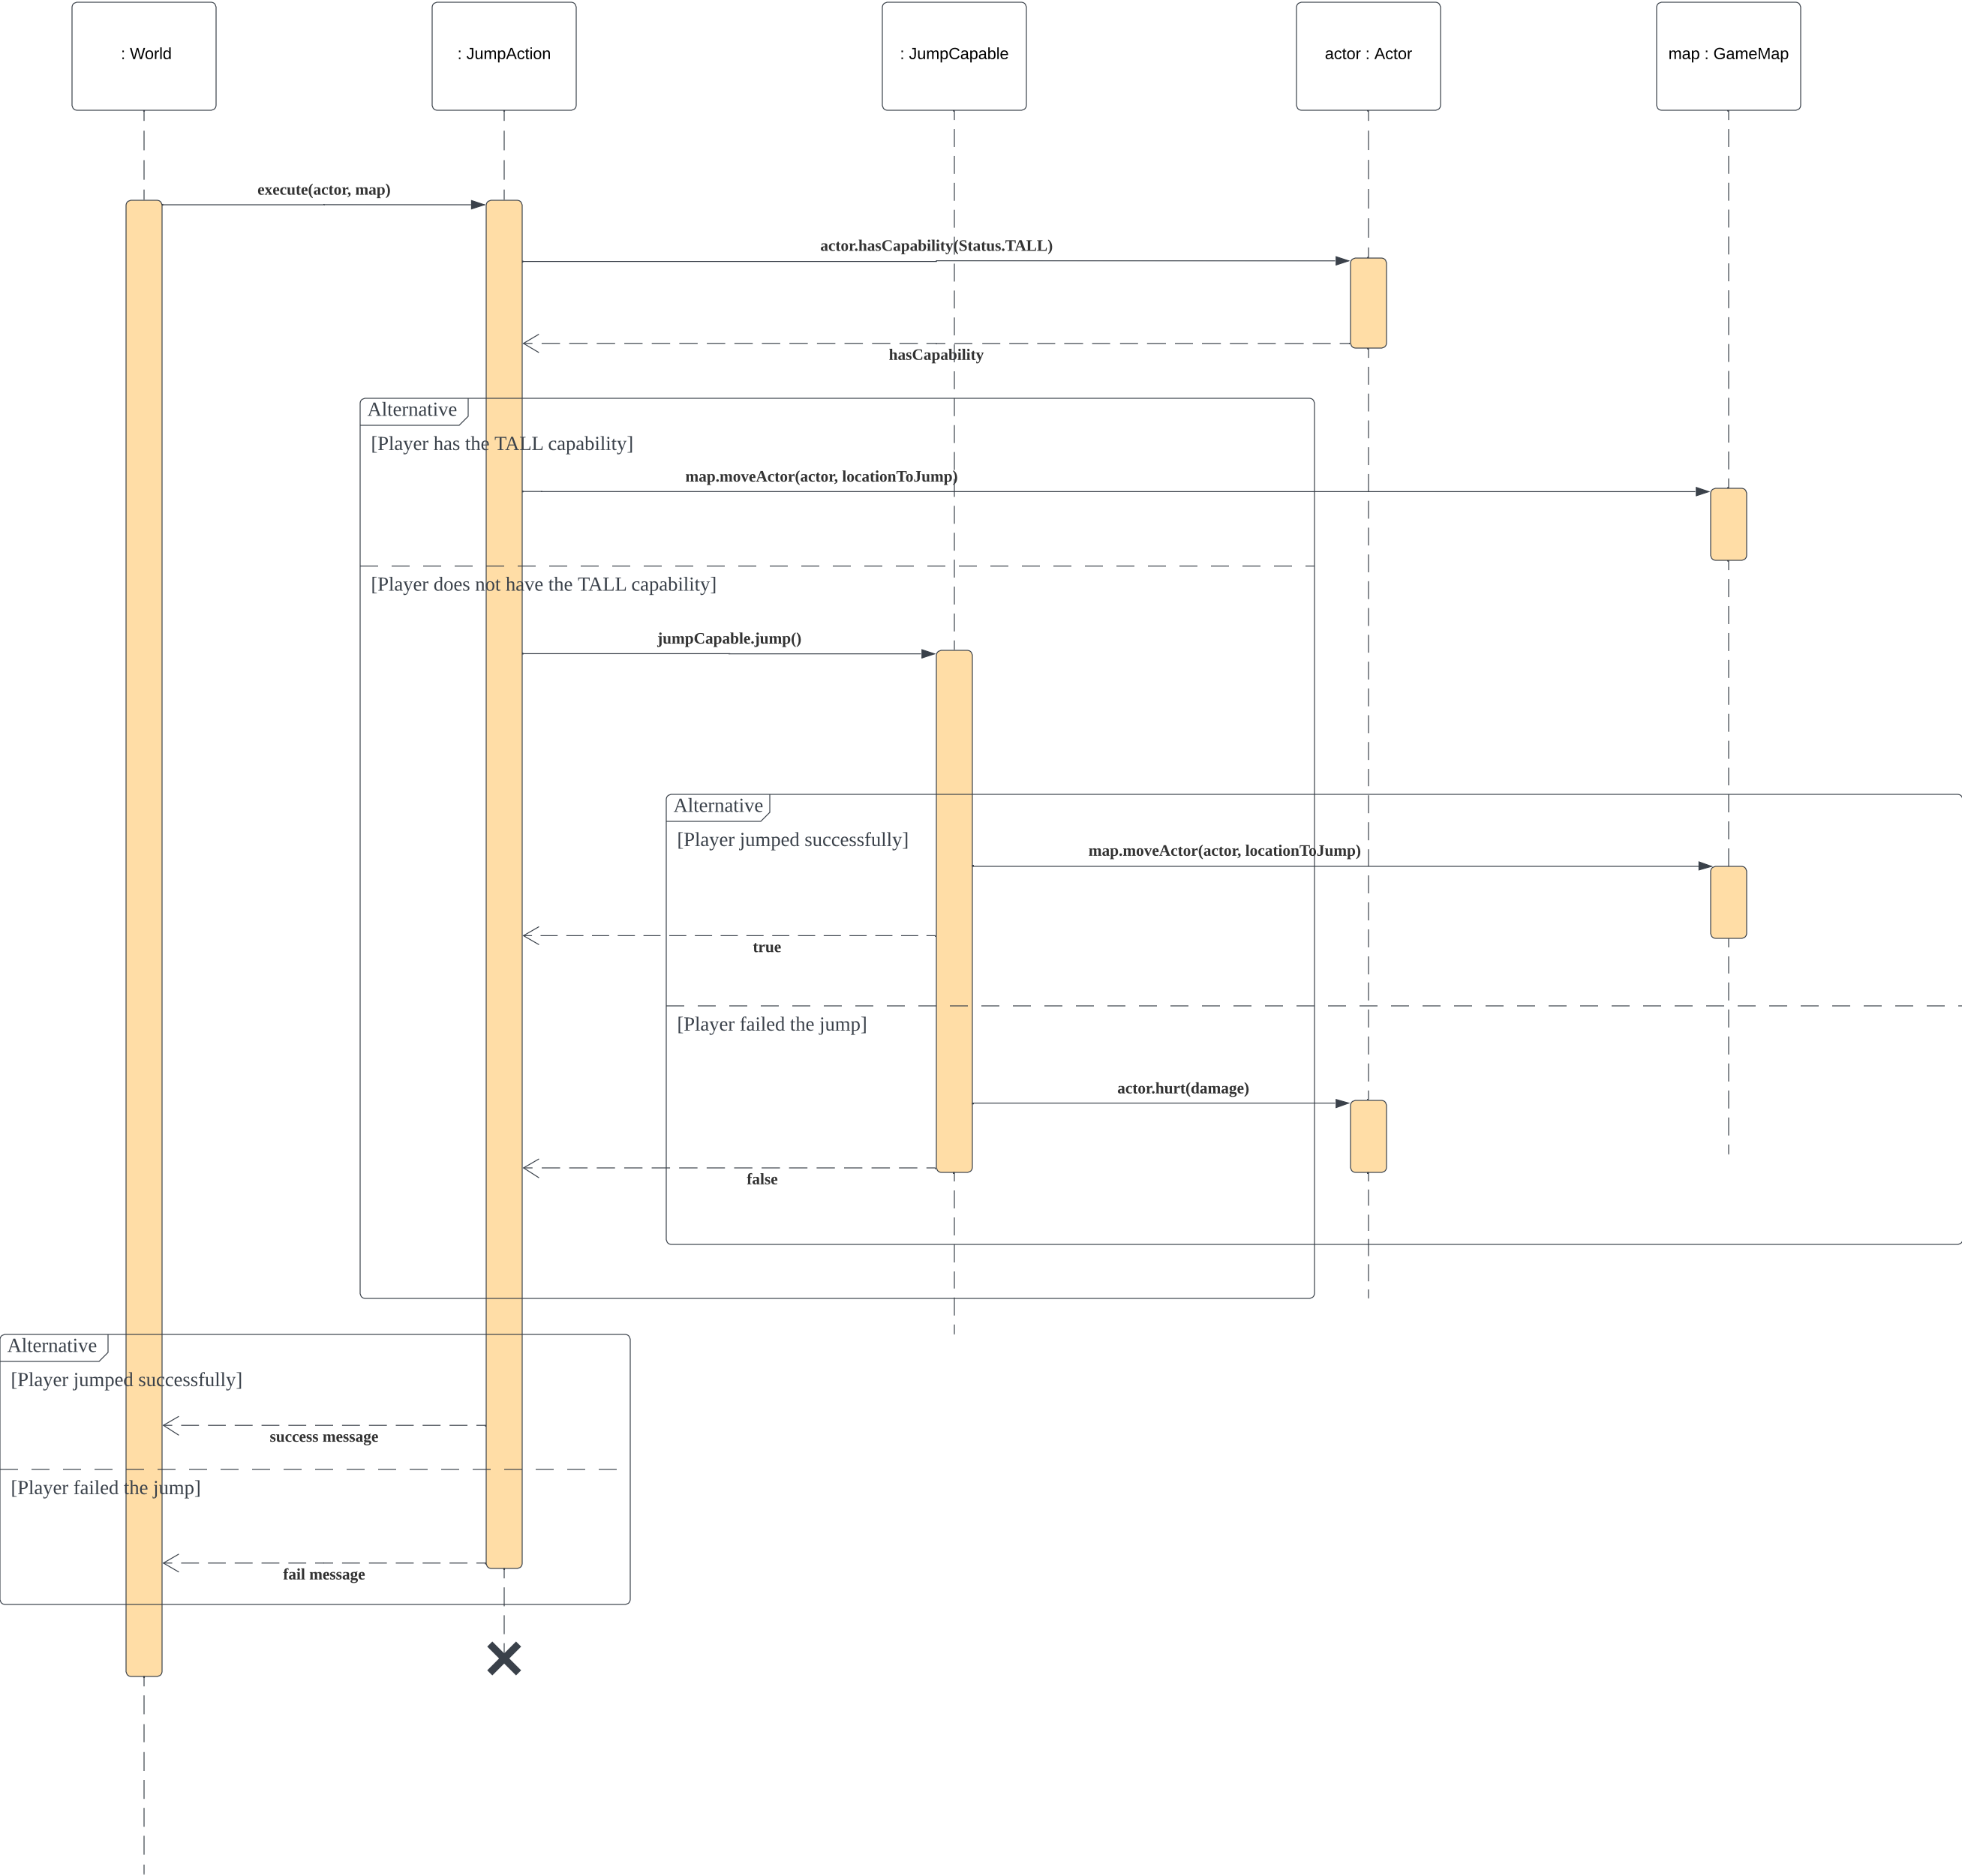 : World
: JumpAction
: JumpCapable
actor : Actor
map : GameMap
execute(actor, map)
actor.hasCapability(Status.TALL)
hasCapability
Alternative
[Player has the TALL capability]
map.moveActor(actor, locationToJump)
[Player does not have the TALL capability]
jumpCapable.jump()
Alternative
[Player jumped successfully]
map.moveActor(actor, locationToJump)
true
[Player failed the jump]
actor.hurt(damage)
false
Alternative
[Player jumped successfully]
success message
[Player failed the jump]
fail message